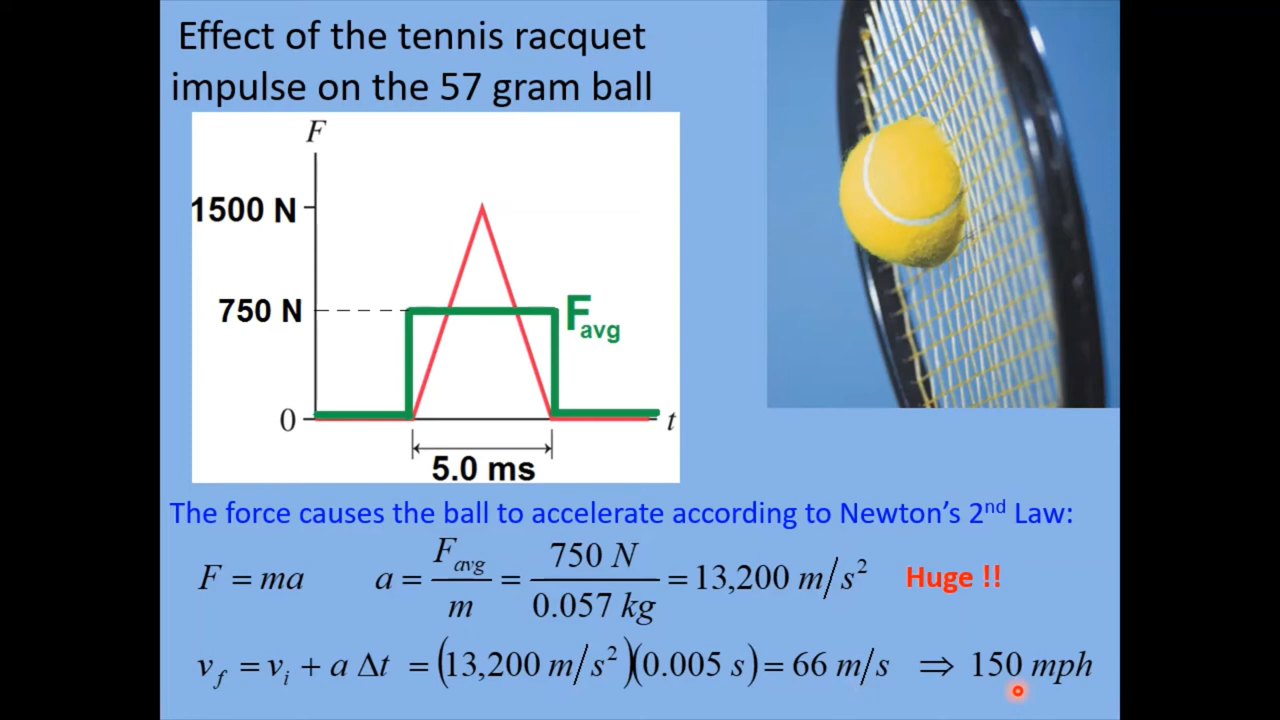 Effect of the tennis racquet
impulse on the 57 gram ball
F
1500 N
750 N
F_avg
0
t
5.0 ms
The force causes the ball to accelerate according to Newton's 2nd Law:
F = ma a = F_avg / m = 750 N / 0.057 kg = 13,200 m/s² Huge !!
v_f = v_i + a Δt = (13,200 m/s²)(0.005 s) = 66 m/s ⇒ 150 mph